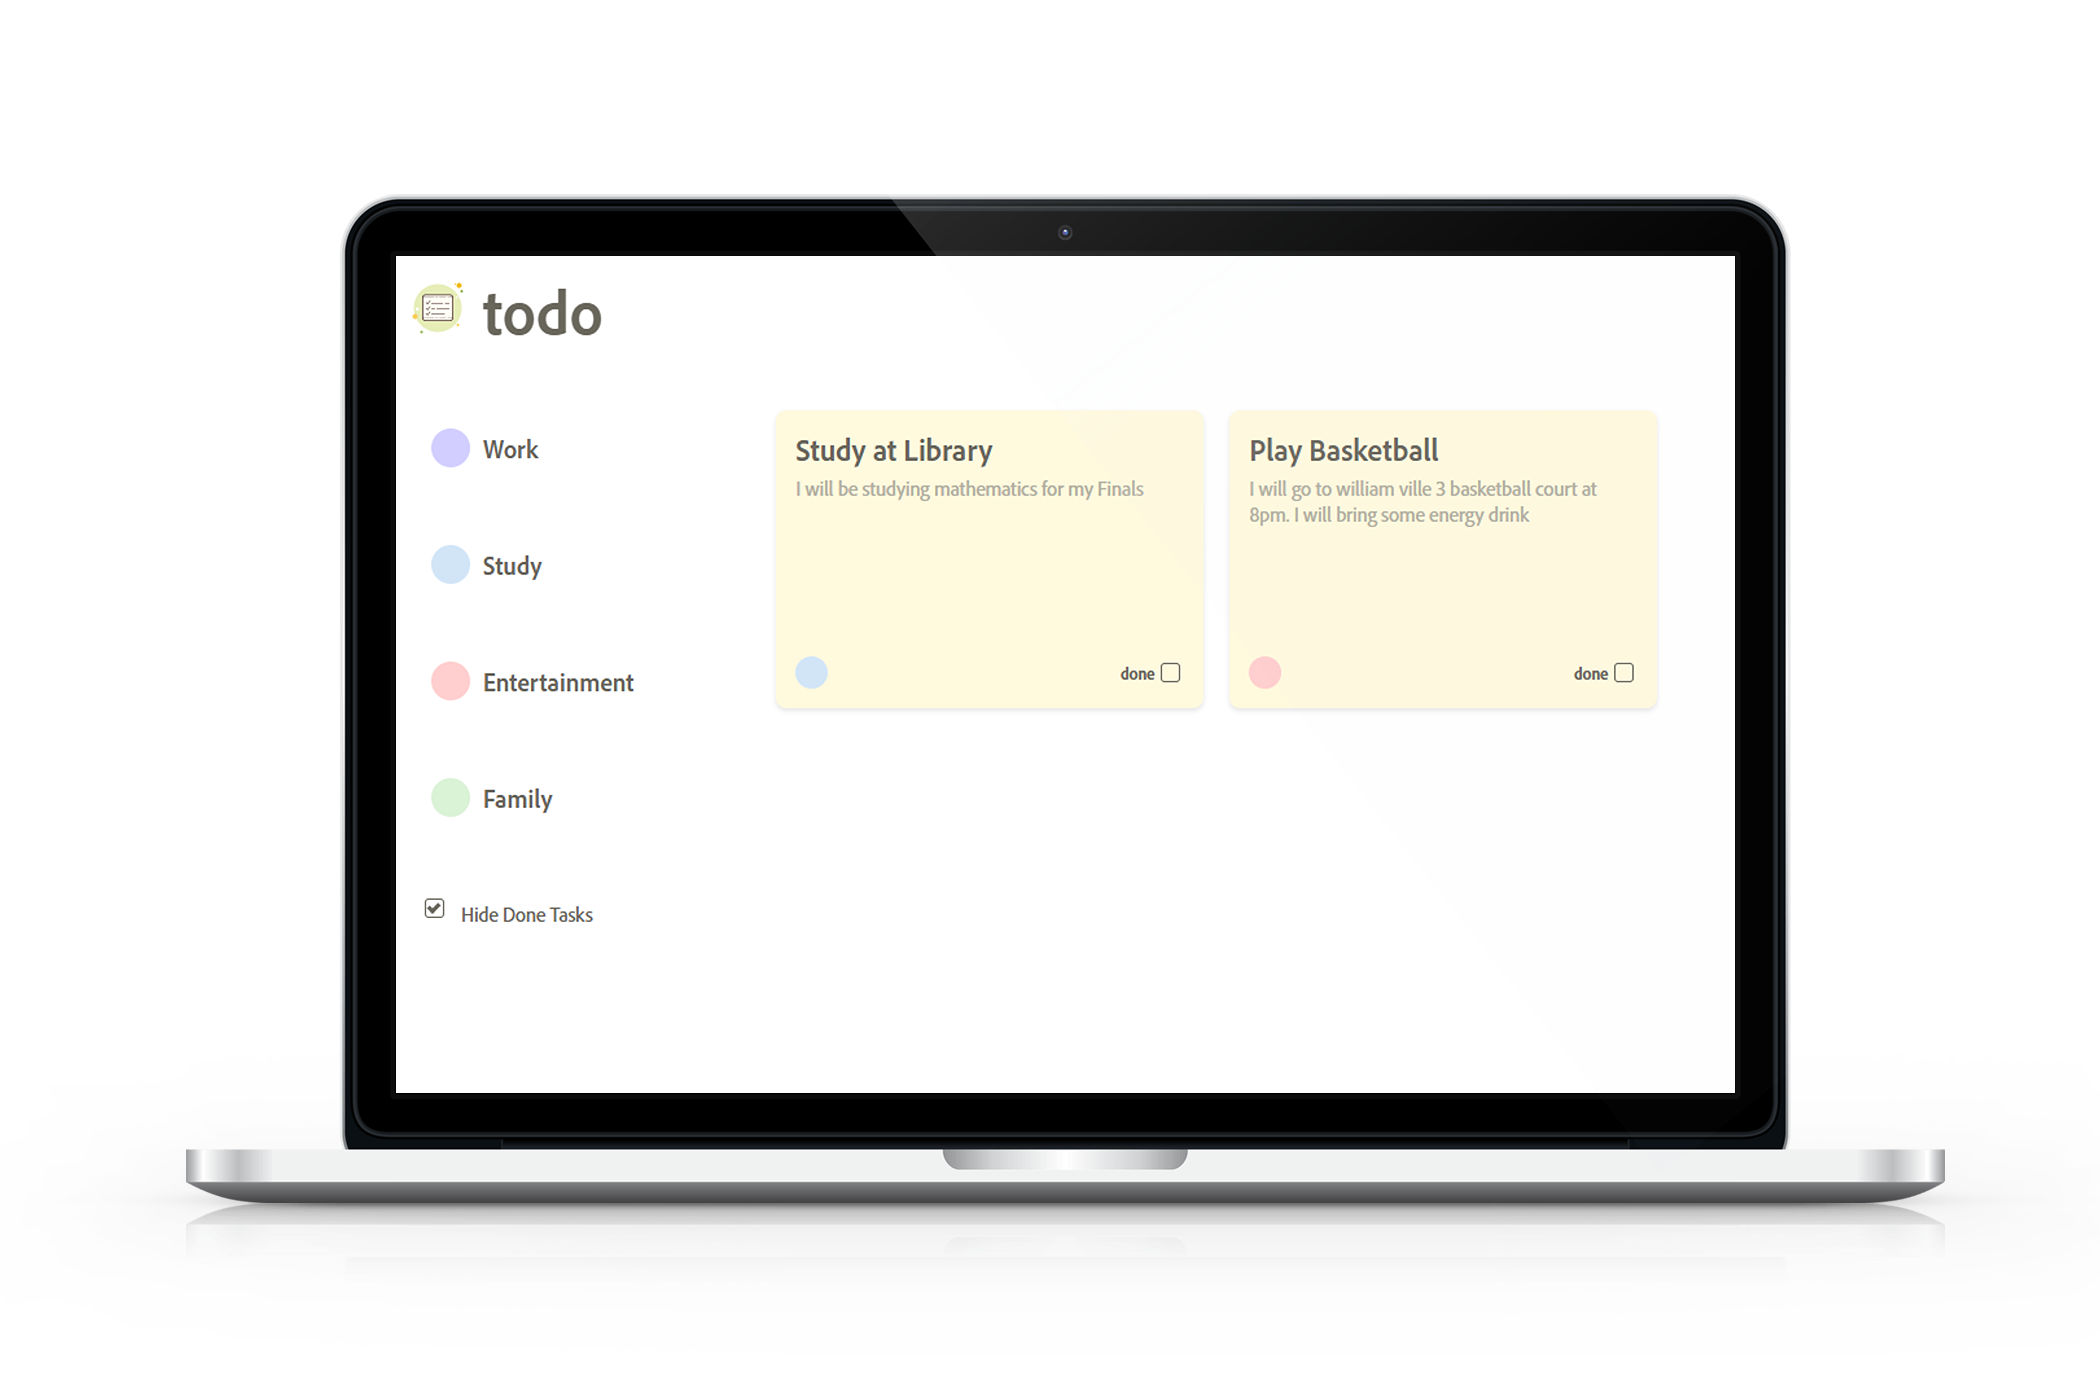 todo
Work
Study
Entertainment
Family
Hide Done Tasks
Study at Library
I will be studying mathematics for my Finals
done
Play Basketball
I will go to william ville 3 basketball court at
8pm. I will bring some energy drink
done